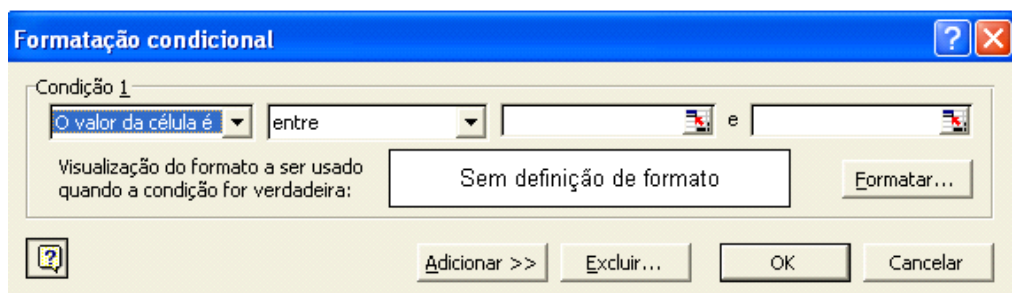 Formatação condicional
Condição 1
O valor da célula é entre e
Visualização do formato a ser usado
quando a condição for verdadeira:
Sem definição de formato
Formatar...
Adicionar >> Excluir... OK Cancelar